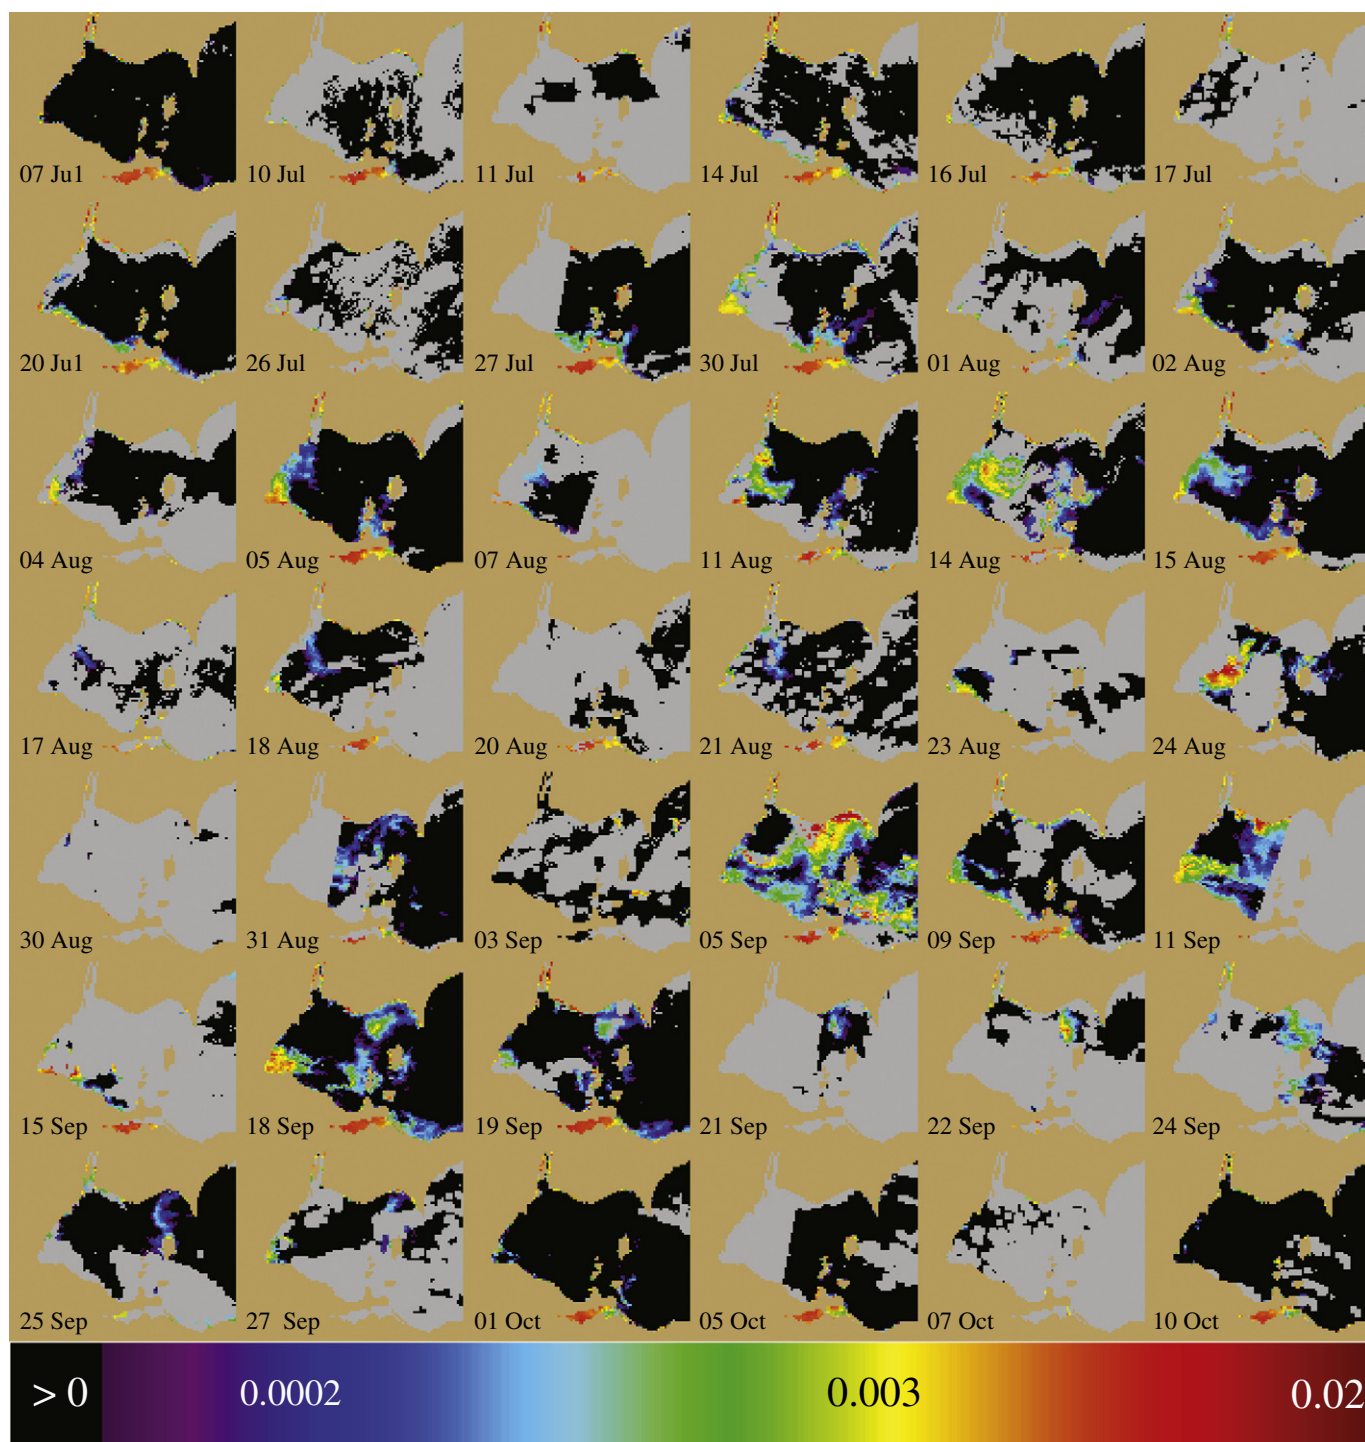 07 Ju1 10 Jul 11 Jul 14 Jul 16 Jul 17 Jul
20 Ju1 26 Jul 27 Jul 30 Jul 01 Aug 02 Aug
04 Aug 05 Aug 07 Aug 11 Aug 14 Aug 15 Aug
17 Aug 18 Aug 20 Aug 21 Aug 23 Aug 24 Aug
30 Aug 31 Aug 03 Sep 05 Sep 09 Sep 11 Sep
15 Sep 18 Sep 19 Sep 21 Sep 22 Sep 24 Sep
25 Sep 27 Sep 01 Oct 05 Oct 07 Oct 10 Oct
> 0 0.0002 0.003 0.02